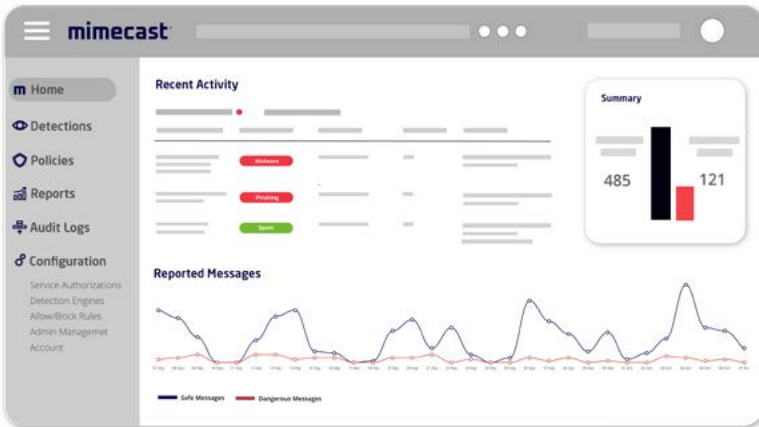 mimecast
Home
Detections
Policies
Reports
Audit Logs
Configuration
Service Authorizations
Detection Engines
Allow/Block Rules
Admin Managemet
Account
Recent Activity
Malware
Phishing
Spam
Summary
485
121
Reported Messages
Safe Messages
Dangerous Messages